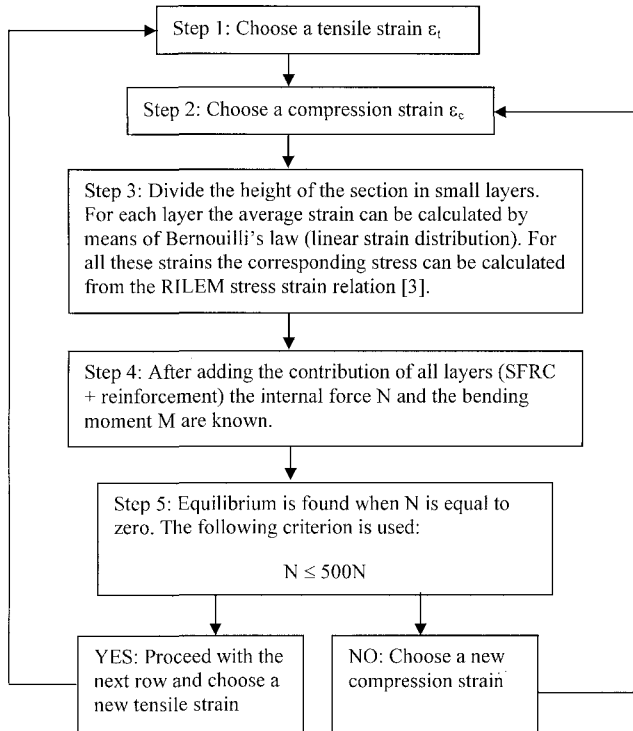 Step 1: Choose a tensile strain εt
Step 2: Choose a compression strain εc
Step 3: Divide the height of the section in small layers.
For each layer the average strain can be calculated by
means of Bernouilli's law (linear strain distribution). For
all these strains the corresponding stress can be calculated
from the RILEM stress strain relation [3].
Step 4: After adding the contribution of all layers (SFRC
+ reinforcement) the internal force N and the bending
moment M are known.
Step 5: Equilibrium is found when N is equal to
zero. The following criterion is used:
N ≤ 500N
YES: Proceed with the
next row and choose a
new tensile strain
NO: Choose a new
compression strain